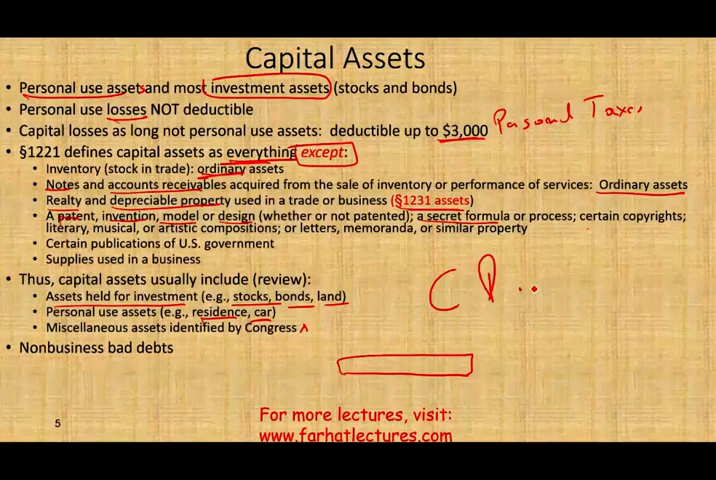 Capital Assets
• Personal use assets and most investment assets (stocks and bonds)
• Personal use losses NOT deductible
• Capital losses as long not personal use assets: deductible up to $3,000 Personal Taxes
• §1221 defines capital assets as everything except:
• Inventory (stock in trade): ordinary assets
• Notes and accounts receivables acquired from the sale of inventory or performance of services: Ordinary assets
• Realty and depreciable property used in a trade or business (§1231 assets)
• A patent, invention, model or design (whether or not patented); a secret formula or process; certain copyrights;
literary, musical, or artistic compositions; or letters, memoranda, or similar property
• Certain publications of U.S. government
• Supplies used in a business
• Thus, capital assets usually include (review):
• Assets held for investment (e.g., stocks, bonds, land)
• Personal use assets (e.g., residence, car)
• Miscellaneous assets identified by Congress
• Nonbusiness bad debts
5
For more lectures, visit:
www.farhatlectures.com